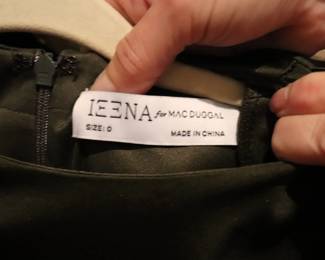 IEENA for MAC DUGGAL
SIZE: 0
MADE IN CHINA